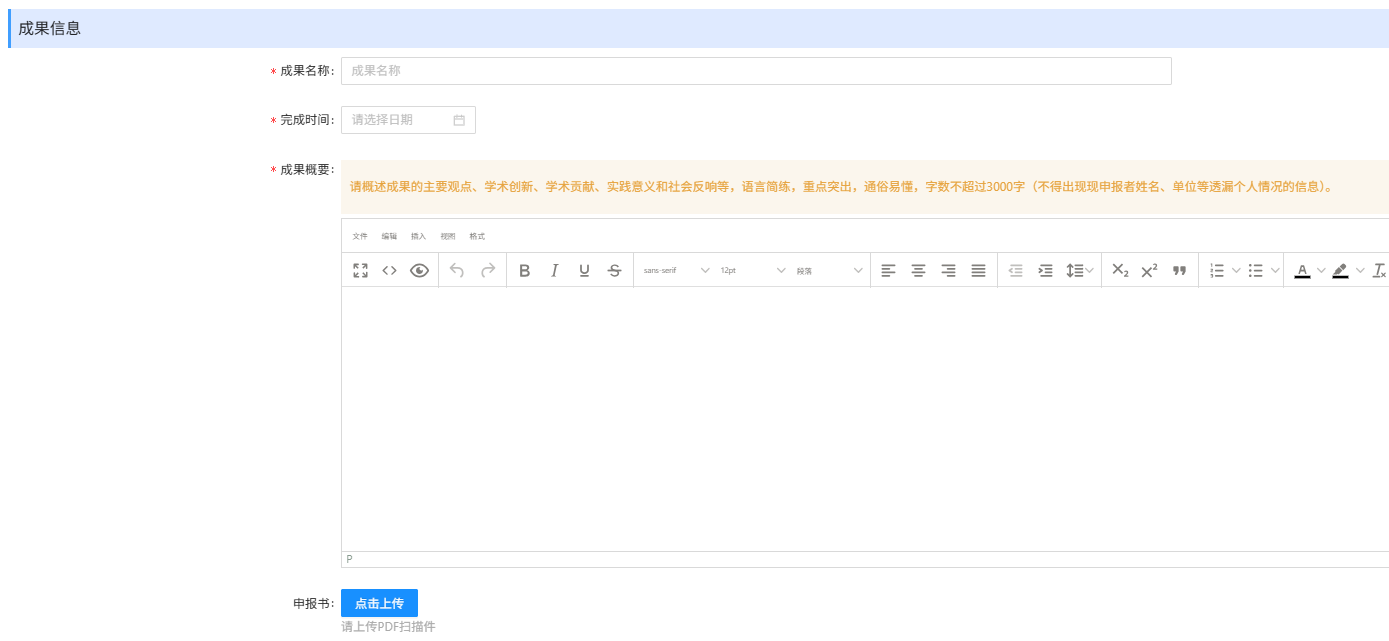 成果信息
* 成果名称: 成果名称
* 完成时间: 请选择日期
* 成果概要:
请概述成果的主要观点、学术创新、学术贡献、实践意义和社会反响等，语言简练，重点突出，通俗易懂，字数不超过3000字（不得出现现申报者姓名、单位等透漏个人情况的信息）。
文件 编辑 插入 视图 格式
B I U S sans-serif 12pt 段落 X₂ X² A
P
申报书: 点击上传
请上传PDF扫描件